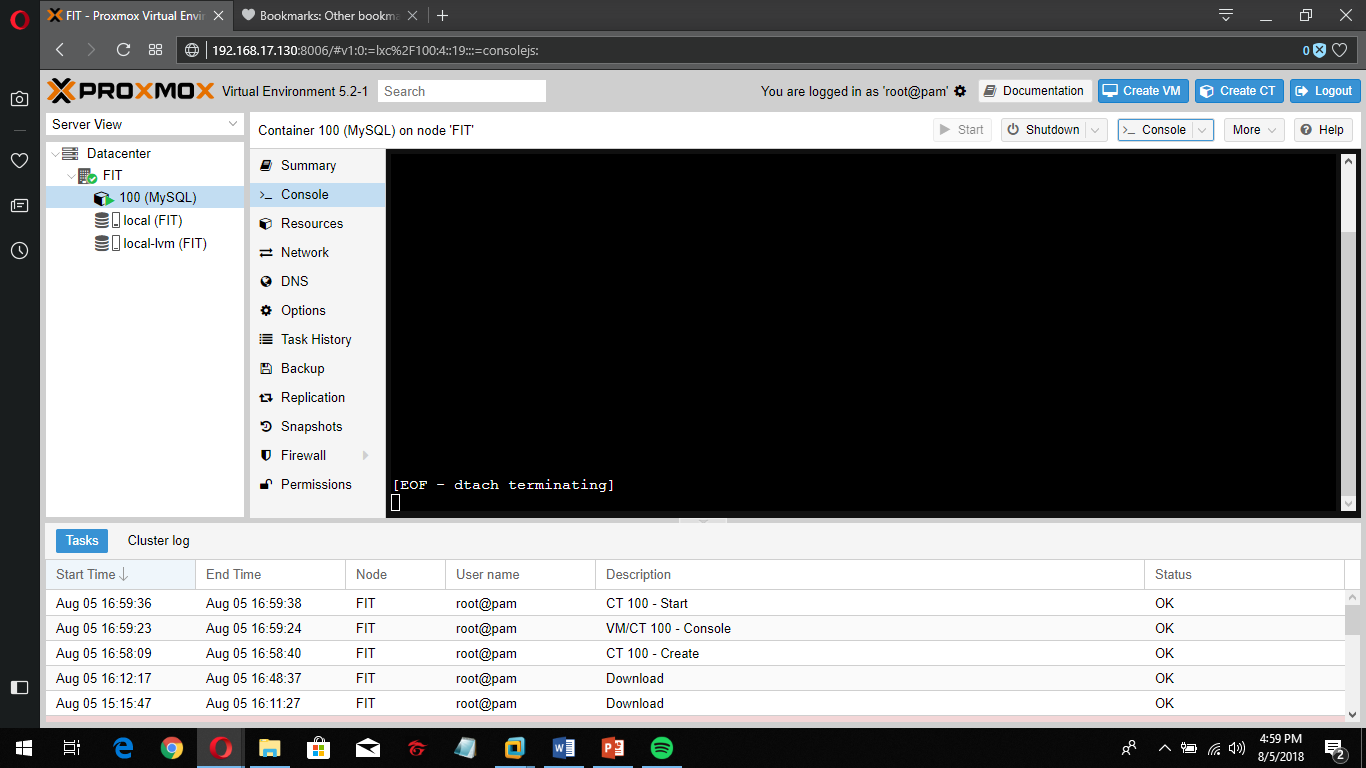 FIT - Proxmox Virtual Envir
Bookmarks: Other bookma
192.168.17.130:8006/#v1:0:=lxc%2F100:4::19:::=consolejs:
0
PROXMOX Virtual Environment 5.2-1
Search
You are logged in as 'root@pam'
Documentation
Create VM
Create CT
Logout
Server View
Container 100 (MySQL) on node 'FIT'
Start
Shutdown
Console
More
Help
Datacenter
FIT
100 (MySQL)
local (FIT)
local-lvm (FIT)
Summary
Console
Resources
Network
DNS
Options
Task History
Backup
Replication
Snapshots
Firewall
Permissions
[EOF - dtach terminating]
Tasks
Cluster log
Start Time End Time Node User name Description Status
Aug 05 16:59:36 Aug 05 16:59:38 FIT root@pam CT 100 - Start OK
Aug 05 16:59:23 Aug 05 16:59:24 FIT root@pam VM/CT 100 - Console OK
Aug 05 16:58:09 Aug 05 16:58:40 FIT root@pam CT 100 - Create OK
Aug 05 16:12:17 Aug 05 16:48:37 FIT root@pam Download OK
Aug 05 15:15:47 Aug 05 16:11:27 FIT root@pam Download OK
4:59 PM
8/5/2018
2